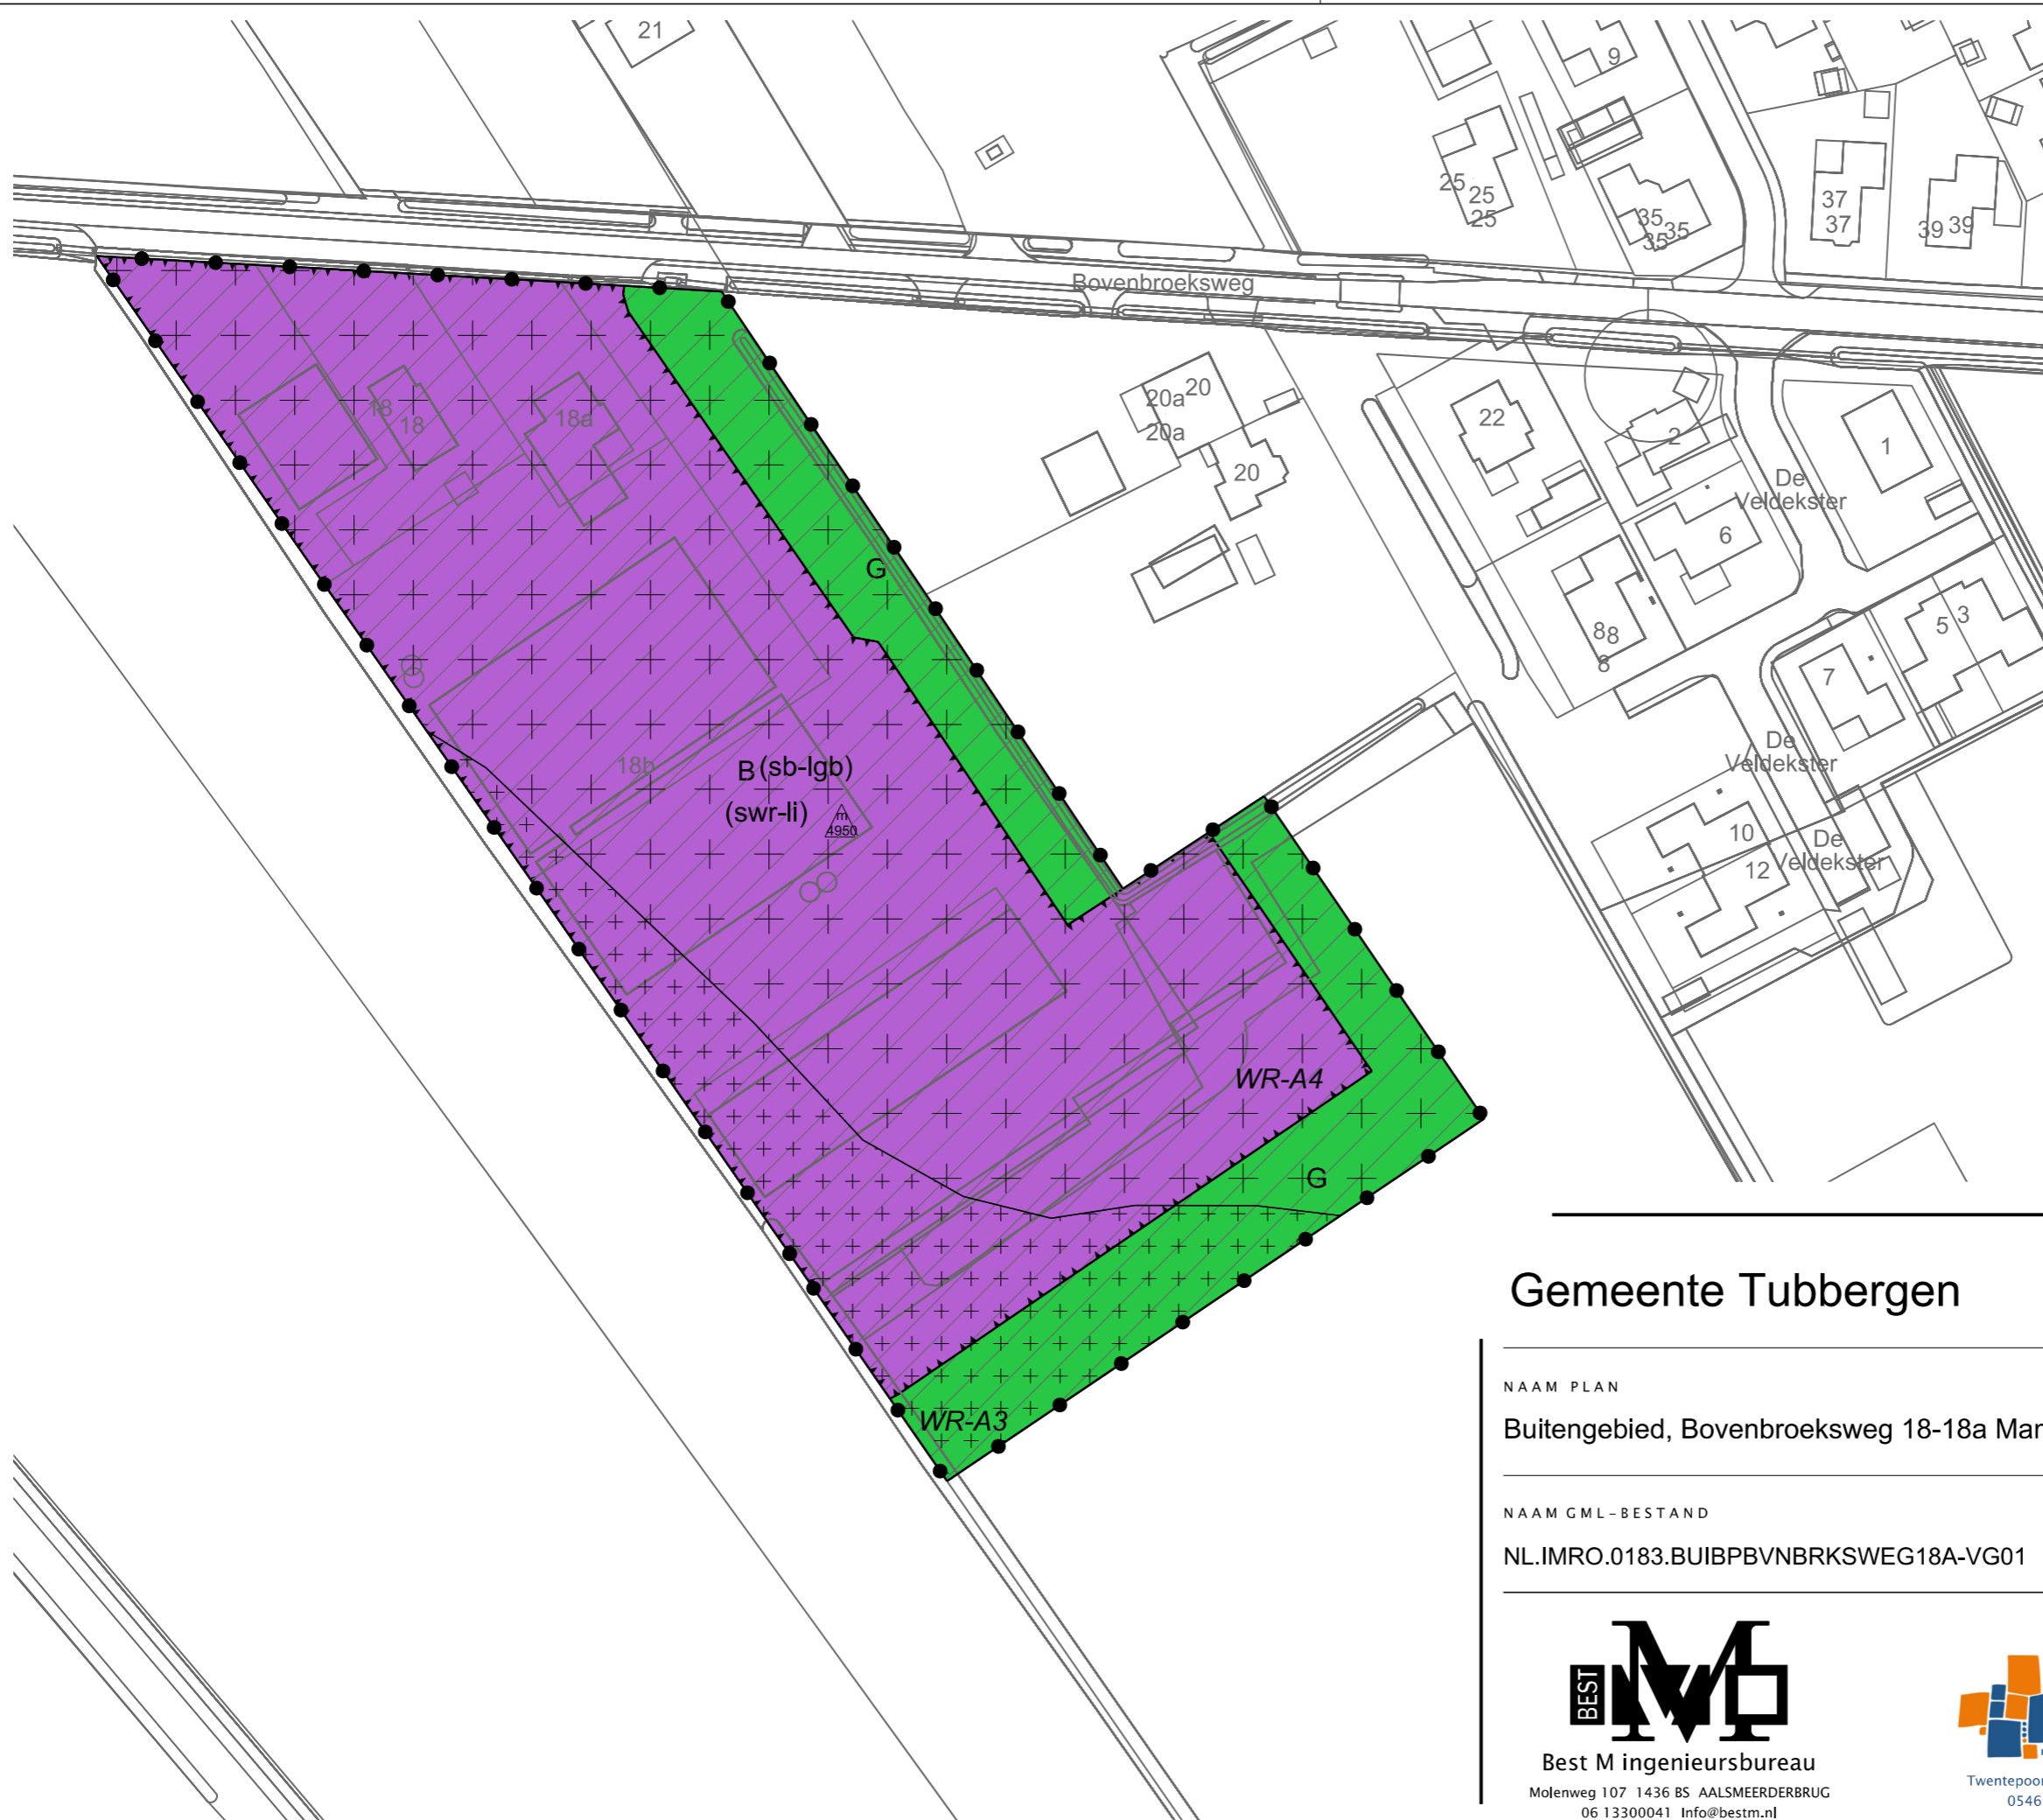 21
9
25
25
25
35
35
35
37
37
39 39
Bovenbroeksweg
18
18
18a
20a
20
20a
20
22
2
1
De
Veldekster
6
G
88
8
5
3
7
De
Veldekster
18b
B (sb-lgb)
(swr-li)
m
4950
10
12
De
Veldekster
WR-A4
G
WR-A3
Gemeente Tubbergen
NAAM PLAN
Buitengebied, Bovenbroeksweg 18-18a
NAAM GML-BESTAND
NL.IMRO.0183.BUIBPBVNBRKSWEG18A-VG01
BEST
M
Best M ingenieursbureau
Molenweg 107 1436 BS AALSMEERDERBRUG
06 13300041 Info@bestm.nl
0546